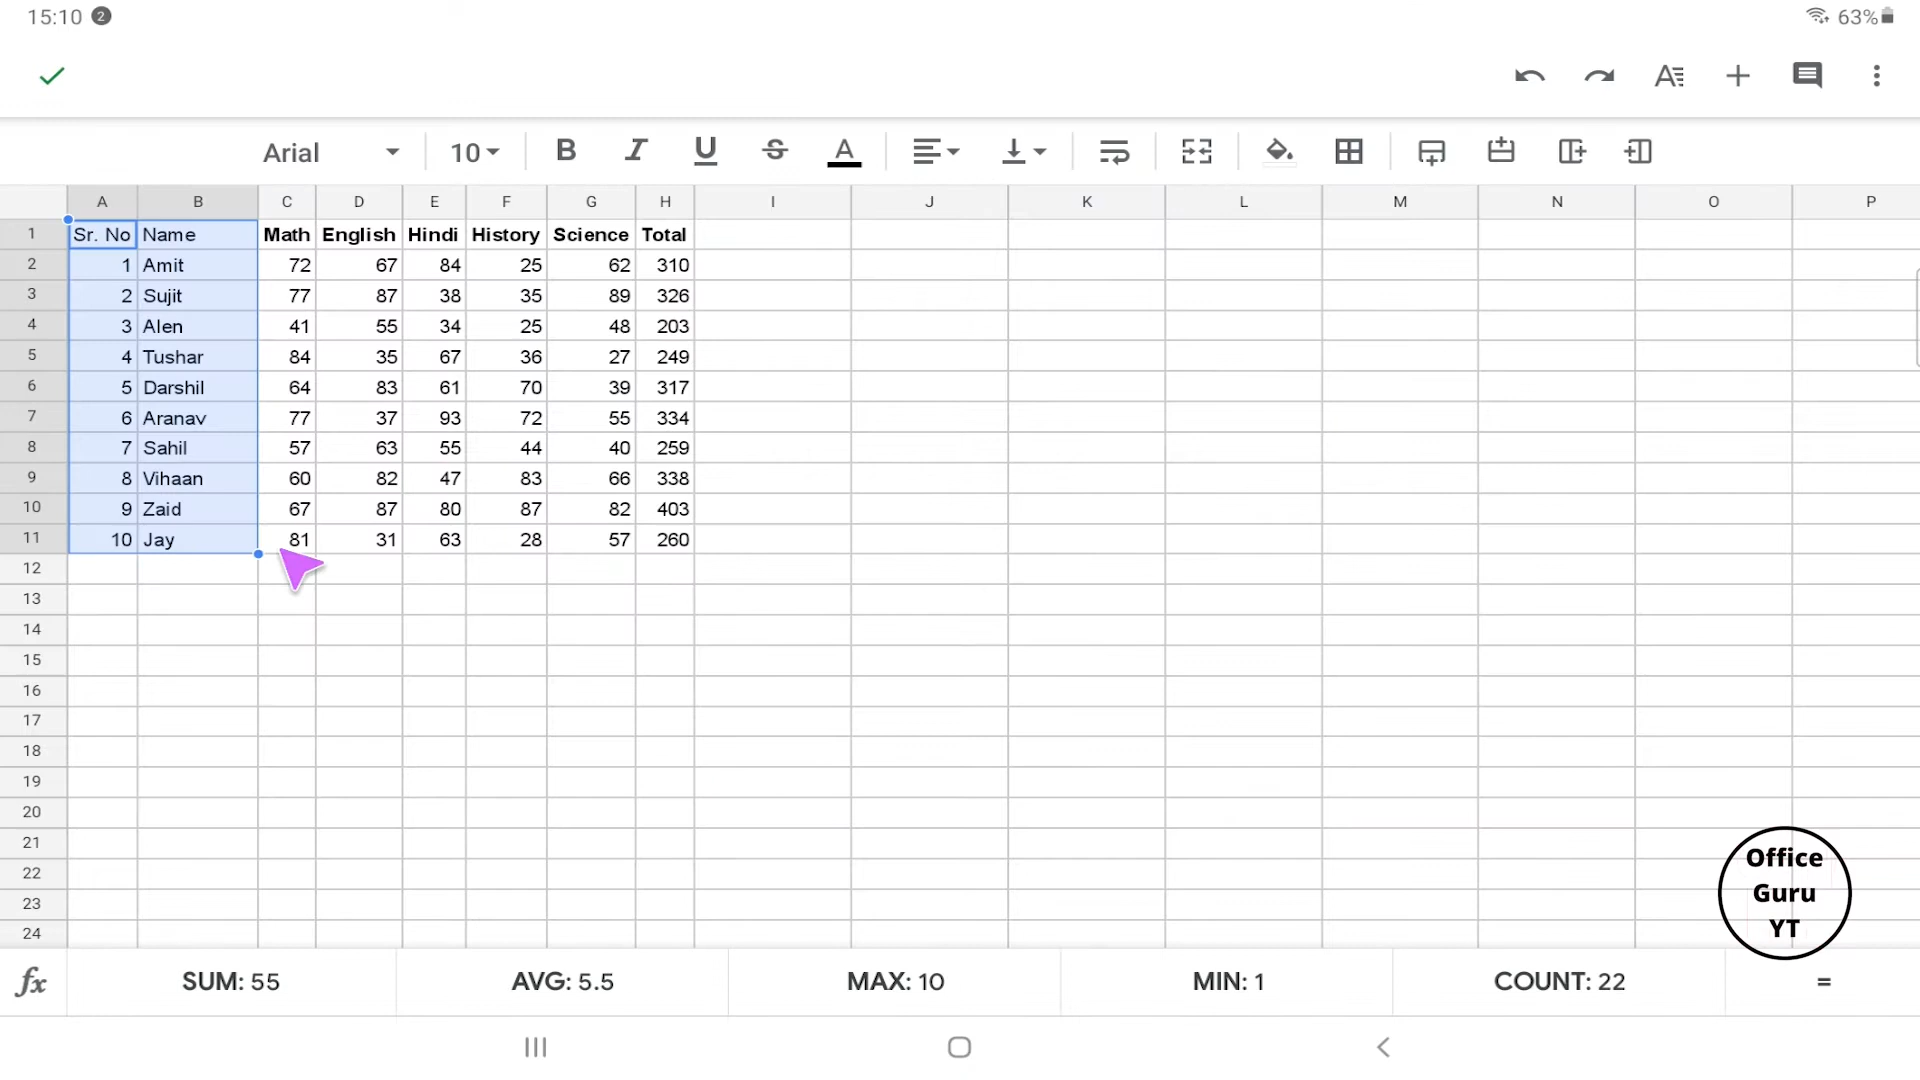 15:10 2 63%
Arial 10 B I U S A
A B C D E F G H I J K L M N O P
1 Sr. No Name Math English Hindi History Science Total
2 1 Amit 72 67 84 25 62 310
3 2 Sujit 77 87 38 35 89 326
4 3 Alen 41 55 34 25 48 203
5 4 Tushar 84 35 67 36 27 249
6 5 Darshil 64 83 61 70 39 317
7 6 Aranav 77 37 93 72 55 334
8 7 Sahil 57 63 55 44 40 259
9 8 Vihaan 60 82 47 83 66 338
10 9 Zaid 67 87 80 87 82 403
11 10 Jay 81 31 63 28 57 260
12
13
14
15
16
17
18
19
20
21
22
23
24
Office
Guru
YT
fx SUM: 55 AVG: 5.5 MAX: 10 MIN: 1 COUNT: 22 =